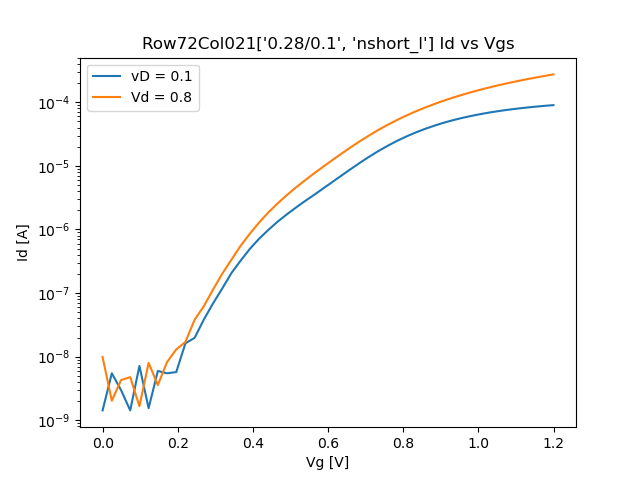 Row72Col021['0.28/0.1', 'nshort_l'] Id vs Vgs
vD = 0.1
Vd = 0.8
Id [A]
10⁻⁴
10⁻⁵
10⁻⁶
10⁻⁷
10⁻⁸
10⁻⁹
0.0 0.2 0.4 0.6 0.8 1.0 1.2
Vg [V]